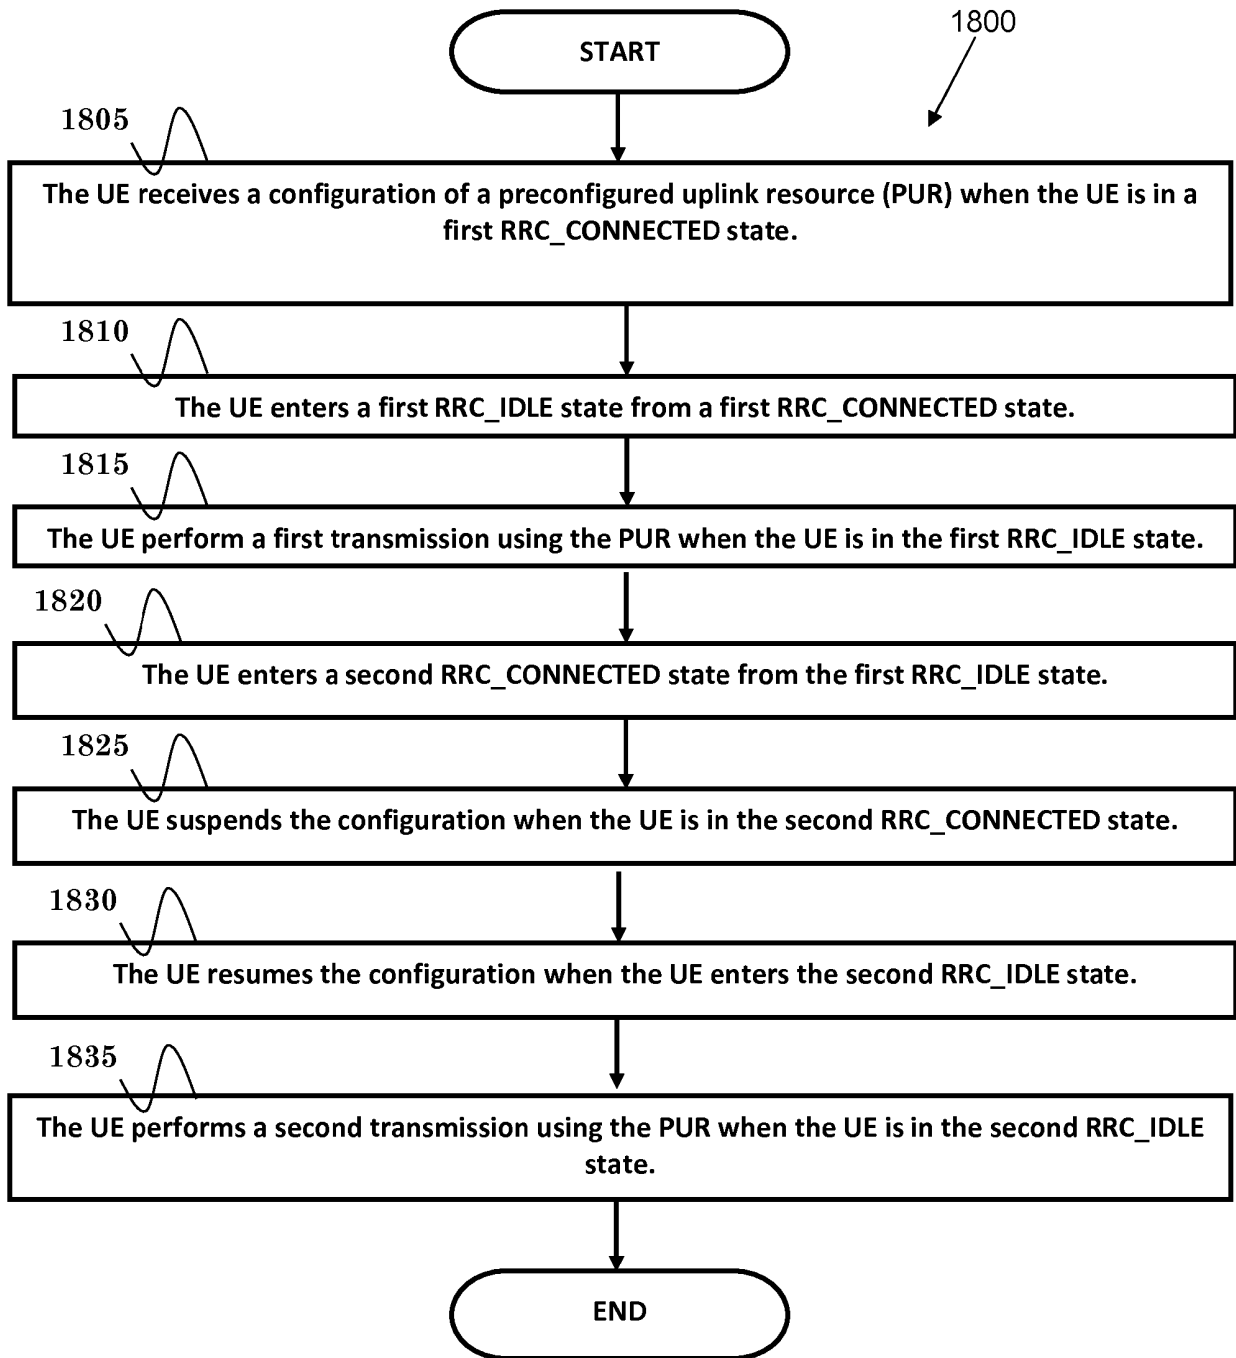 START
1800
1805
The UE receives a configuration of a preconfigured uplink resource (PUR) when the UE is in a
first RRC_CONNECTED state.
1810
The UE enters a first RRC_IDLE state from a first RRC_CONNECTED state.
1815
The UE perform a first transmission using the PUR when the UE is in the first RRC_IDLE state.
1820
The UE enters a second RRC_CONNECTED state from the first RRC_IDLE state.
1825
The UE suspends the configuration when the UE is in the second RRC_CONNECTED state.
1830
The UE resumes the configuration when the UE enters the second RRC_IDLE state.
1835
The UE performs a second transmission using the PUR when the UE is in the second RRC_IDLE
state.
END